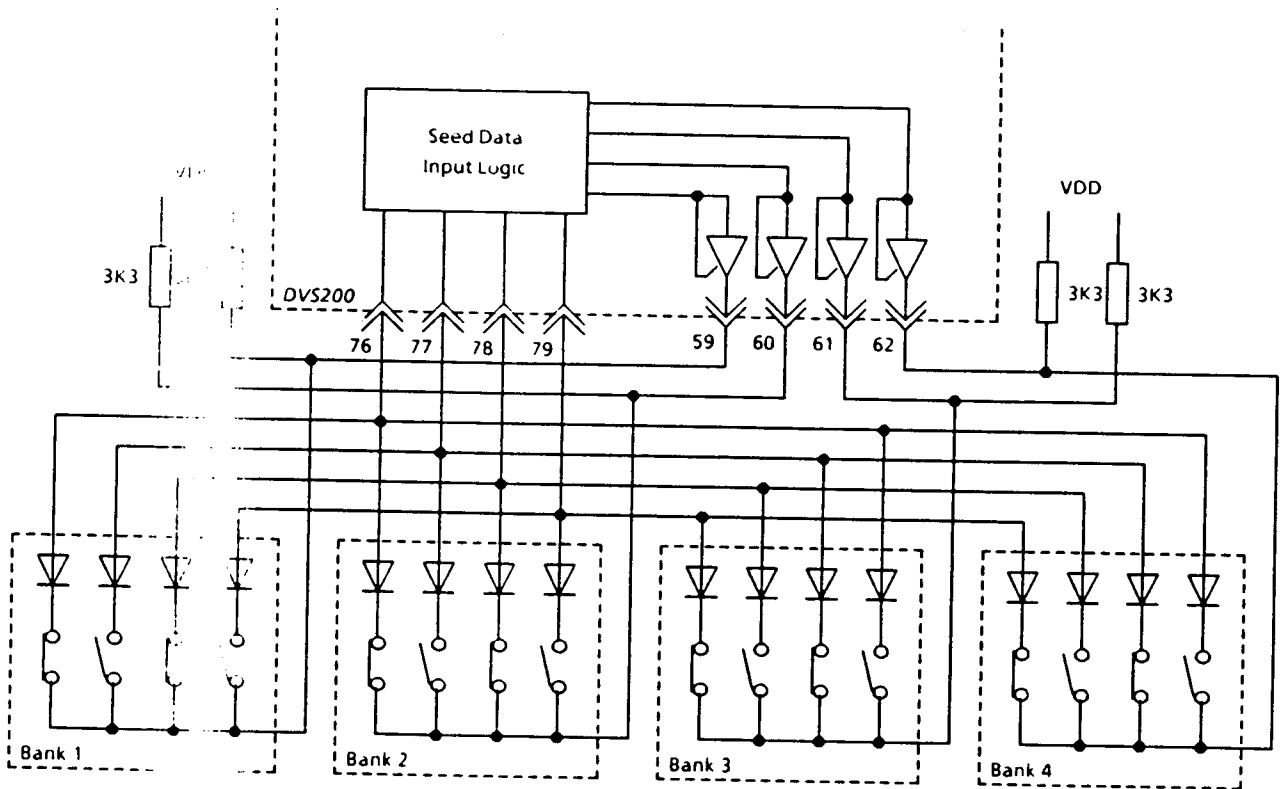 Seed Data
Input Logic
VDD
3K3
3K3
3K3
DVS200
76
77
78
79
59
60
61
62
Bank 1
Bank 2
Bank 3
Bank 4